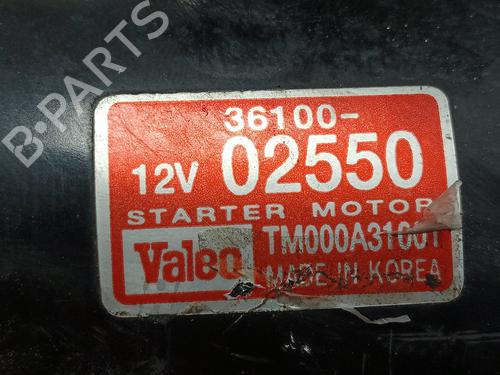 B-PARTS
36100-
12V 02550
STARTER MOTOR
Valeo TM000A31001
MADE IN KOREA